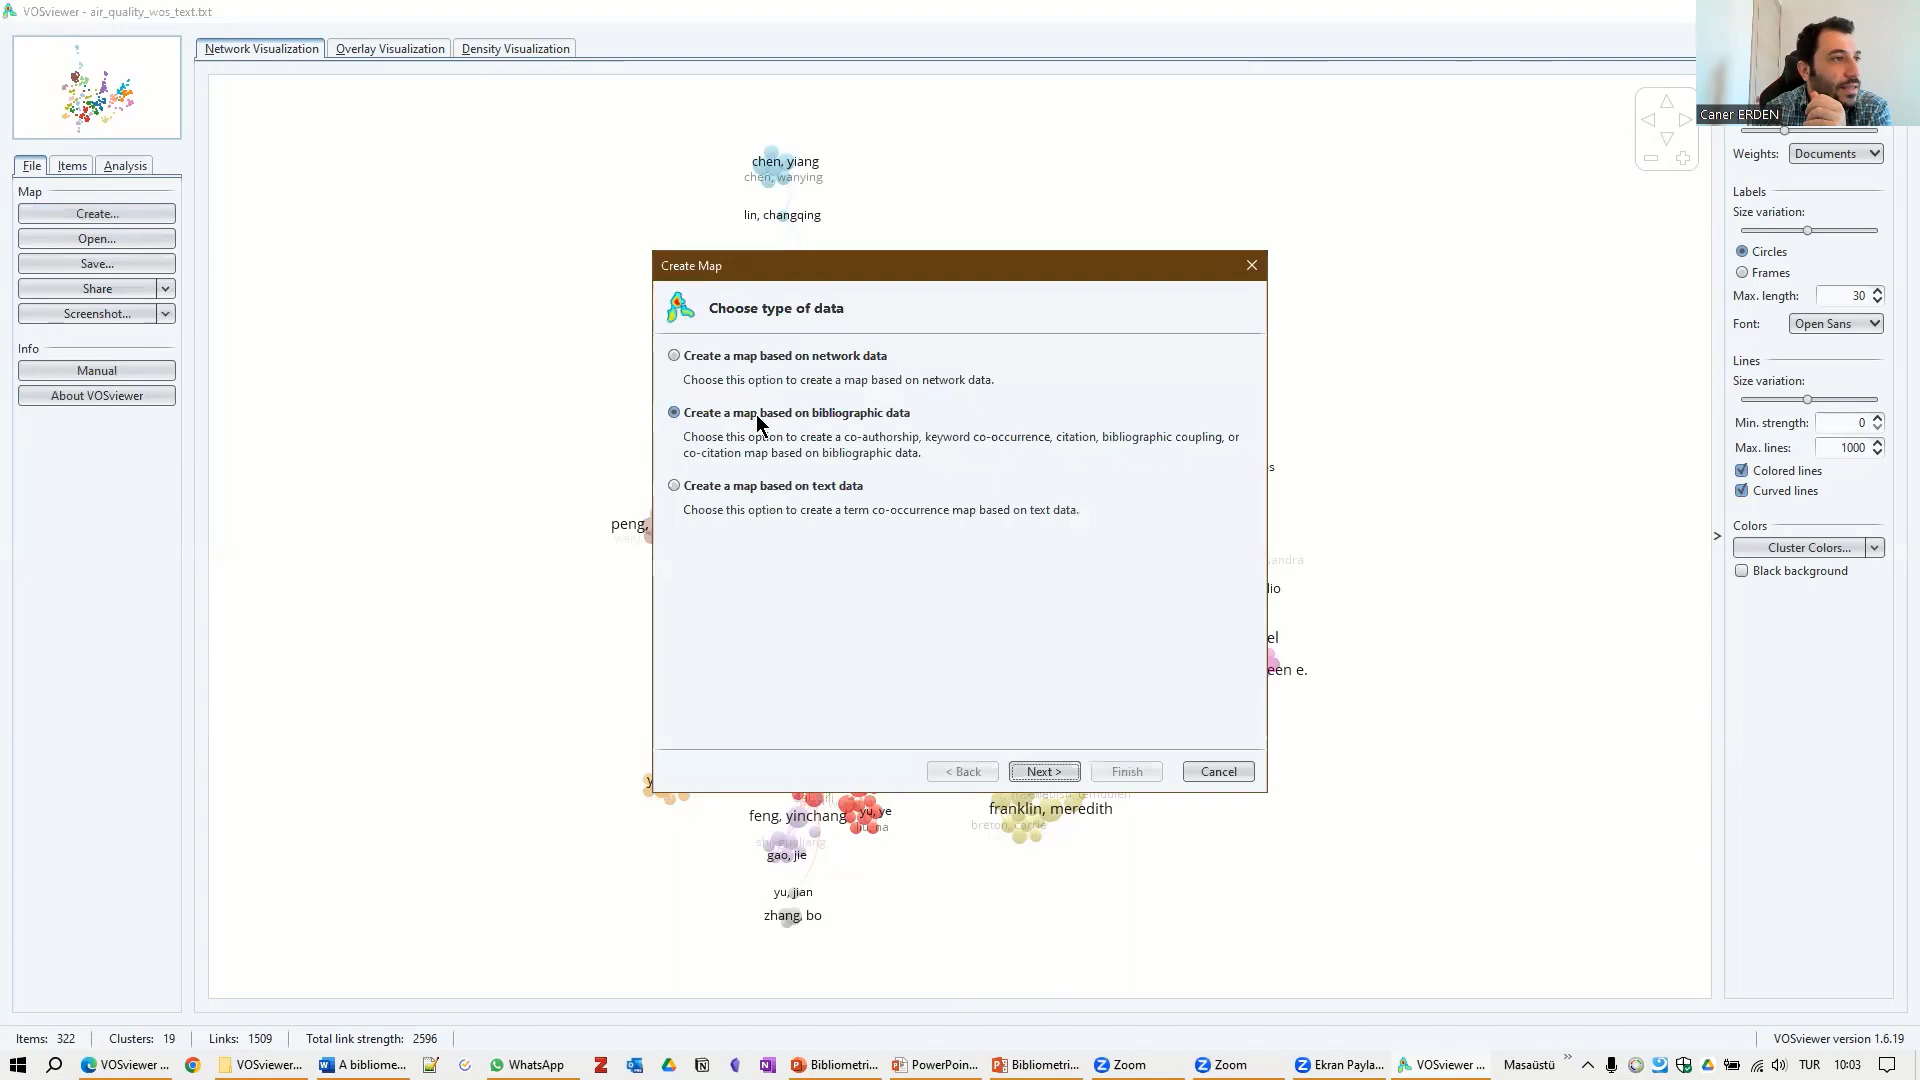 VOSviewer - air_quality_wos_text.txt
Network Visualization
Overlay Visualization
Density Visualization
Caner ERDEN
File
Items
Analysis
Map
Create...
Open...
Save...
Share
Screenshot...
Info
Manual
About VOSviewer
chen, yiang
chen, wanying
lin, changqing
peng,
Create Map
Choose type of data
Create a map based on network data
Choose this option to create a map based on network data.
Create a map based on bibliographic data
Choose this option to create a co-authorship, keyword co-occurrence, citation, bibliographic coupling, or
co-citation map based on bibliographic data.
Create a map based on text data
Choose this option to create a term co-occurrence map based on text data.
< Back
Next >
Finish
Cancel
s
andra
lio
el
een e.
feng, yinchang
yu, ye
liu, na
gao, jie
yu, jian
zhang, bo
franklin, meredith
breton, carrie
Weights:
Documents
Labels
Size variation:
Circles
Frames
Max. length:
30
Font:
Open Sans
Lines
Size variation:
Min. strength:
0
Max. lines:
1000
Colored lines
Curved lines
Colors
Cluster Colors...
Black background
Items: 322
Clusters: 19
Links: 1509
Total link strength: 2596
VOSviewer version 1.6.19
VOSviewer ...
VOSviewer...
A bibliome...
WhatsApp
Bibliometri...
PowerPoin...
Bibliometri...
Zoom
Zoom
Ekran Payla...
VOSviewer ...
Masaüstü
TUR
10:03